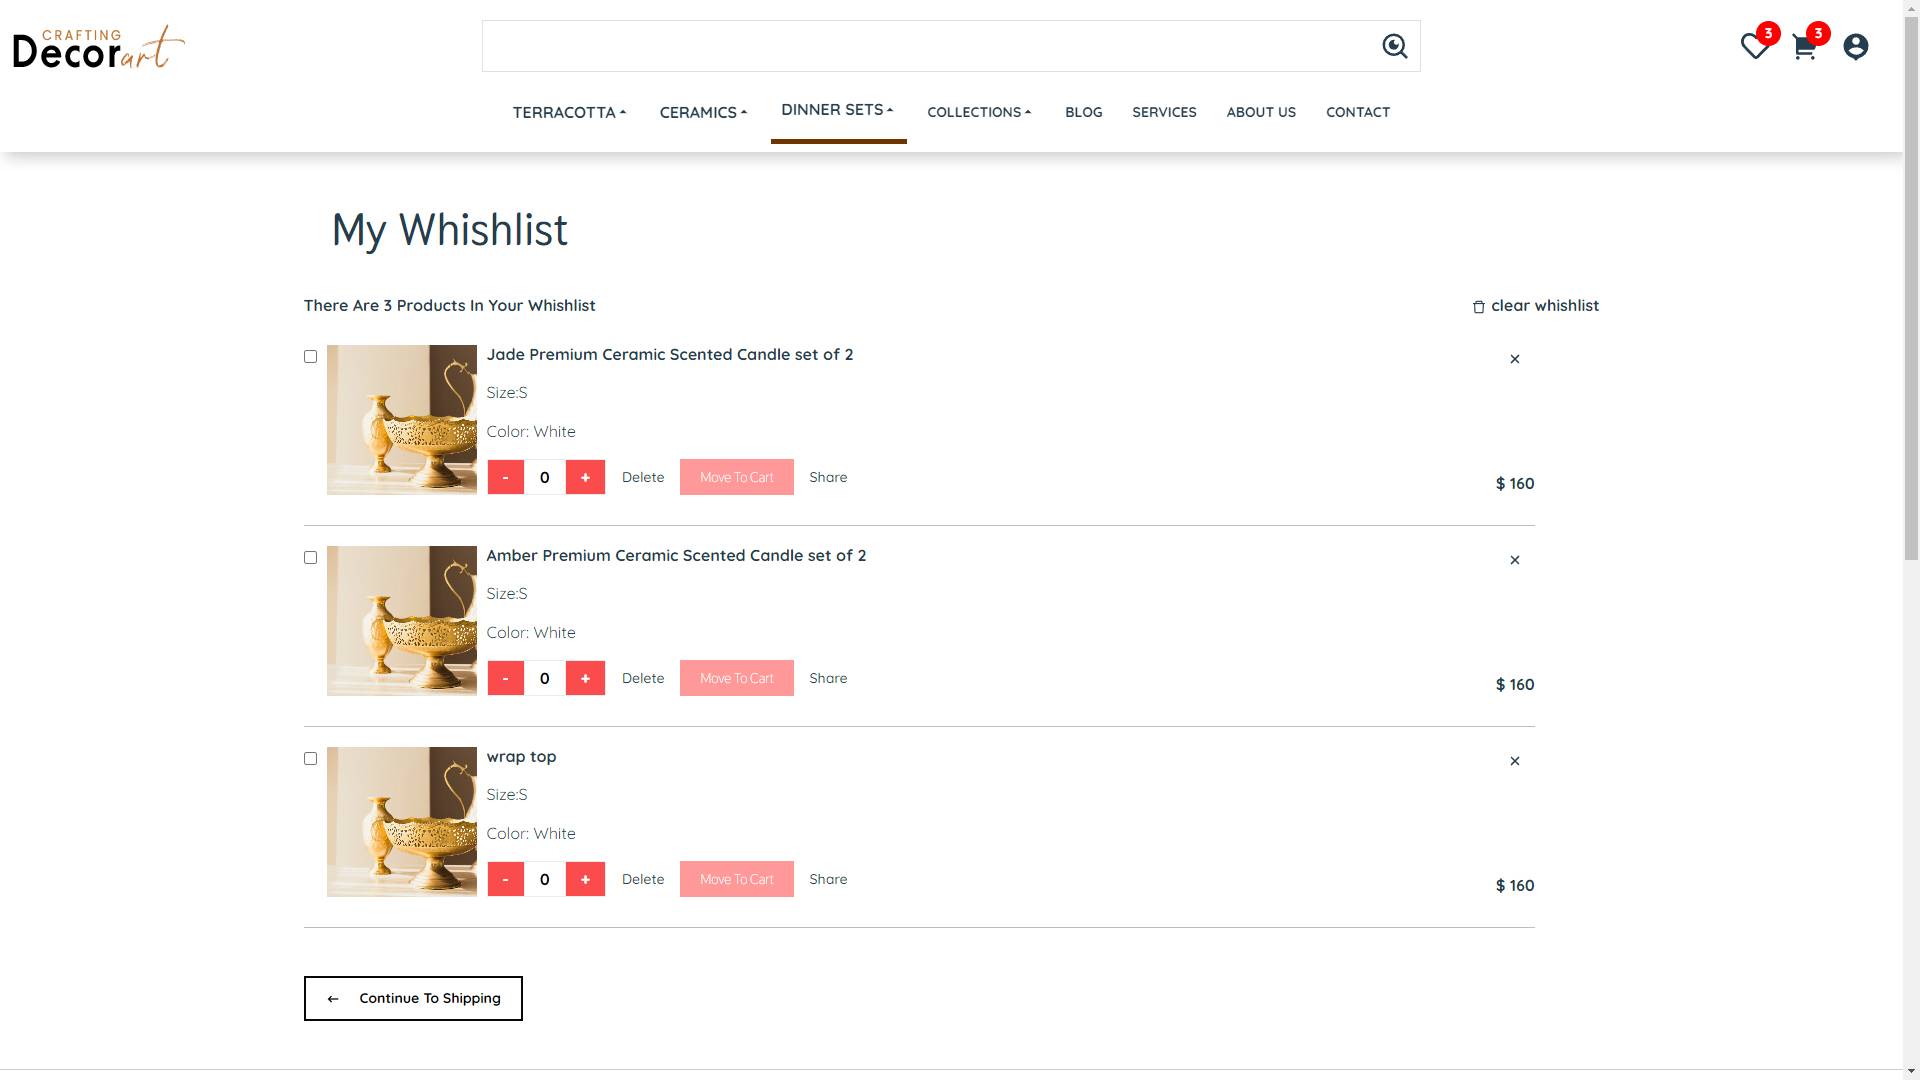 CRAFTING
Decorart
3
3
TERRACOTTA
CERAMICS
DINNER SETS
COLLECTIONS
BLOG
SERVICES
ABOUT US
CONTACT
My Whishlist
There Are 3 Products In Your Whishlist
clear whishlist
Jade Premium Ceramic Scented Candle set of 2
Size:S
Color: White
- 0 + Delete Move To Cart Share
$ 160
Amber Premium Ceramic Scented Candle set of 2
Size:S
Color: White
- 0 + Delete Move To Cart Share
$ 160
wrap top
Size:S
Color: White
- 0 + Delete Move To Cart Share
$ 160
Continue To Shipping